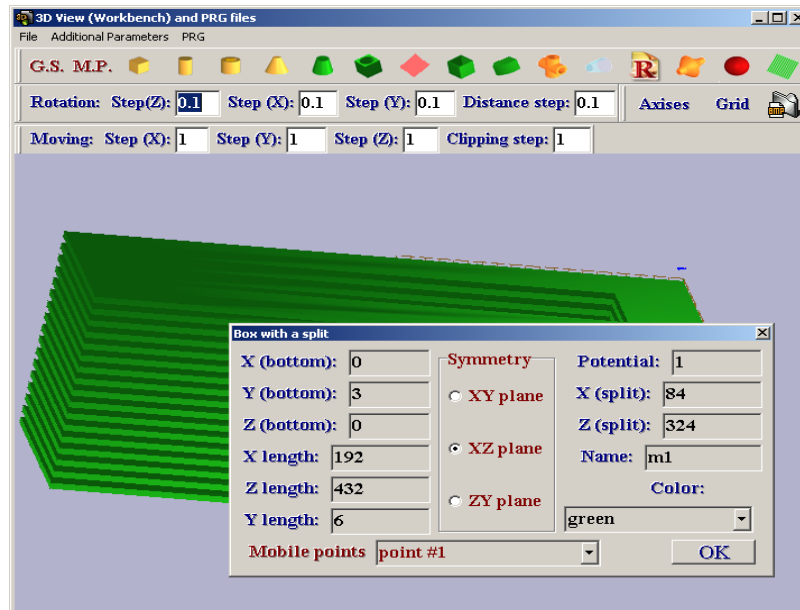 3D View (Workbench) and PRG files
File Additional Parameters PRG
G.S. M.P. R
Rotation: Step(Z): 0.1 Step (X): 0.1 Step (Y): 0.1 Distance step: 0.1 Axises Grid BMP
Moving: Step (X): 1 Step (Y): 1 Step (Z): 1 Clipping step: 1
Box with a split
X (bottom): 0 Symmetry Potential: 1
Y (bottom): 3 XY plane X (split): 84
Z (bottom): 0 Z (split): 324
X length: 192 XZ plane Name: m1
Z length: 432 Color:
Y length: 6 ZY plane green
Mobile points point #1 OK